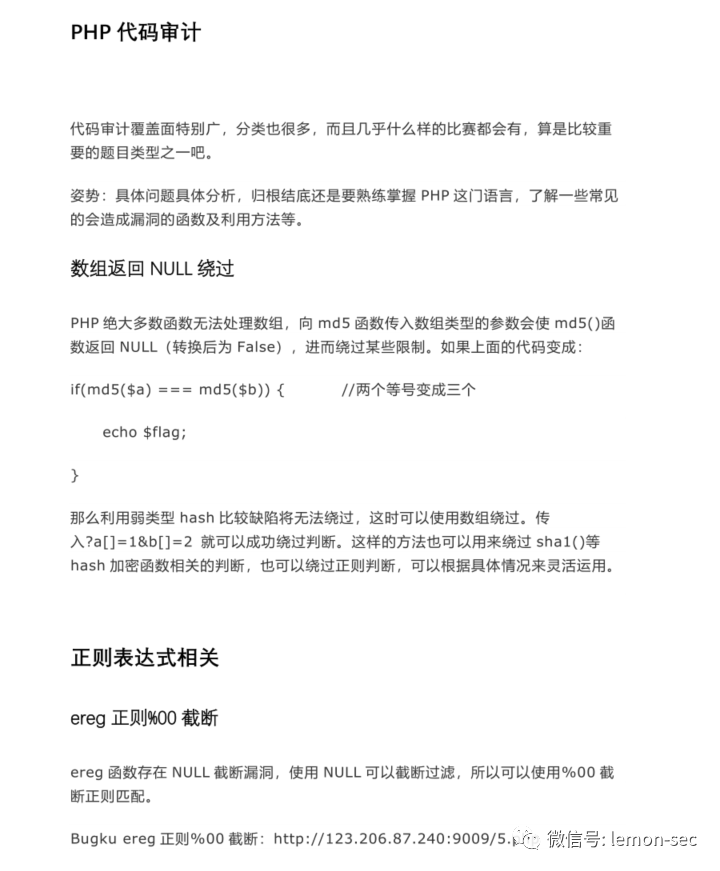 PHP 代码审计
代码审计覆盖面特别广，分类也很多，而且几乎什么样的比赛都会有，算是比较重
要的题目类型之一吧。
姿势：具体问题具体分析，归根结底还是要熟练掌握 PHP 这门语言，了解一些常见
的会造成漏洞的函数及利用方法等。
数组返回 NULL 绕过
PHP 绝大多数函数无法处理数组，向 md5 函数传入数组类型的参数会使 md5()函
数返回 NULL（转换后为 False），进而绕过某些限制。如果上面的代码变成：
if(md5($a) === md5($b)) { //两个等号变成三个
echo $flag;
}
那么利用弱类型 hash 比较缺陷将无法绕过，这时可以使用数组绕过。传
入?a[]=1&b[]=2 就可以成功绕过判断。这样的方法也可以用来绕过 sha1()等
hash 加密函数相关的判断，也可以绕过正则判断，可以根据具体情况来灵活运用。
正则表达式相关
ereg 正则%00 截断
ereg 函数存在 NULL 截断漏洞，使用 NULL 可以截断过滤，所以可以使用%00 截
断正则匹配。
Bugku ereg 正则%00 截断：http://123.206.87.240:9009/5.
微信号: lemon-sec